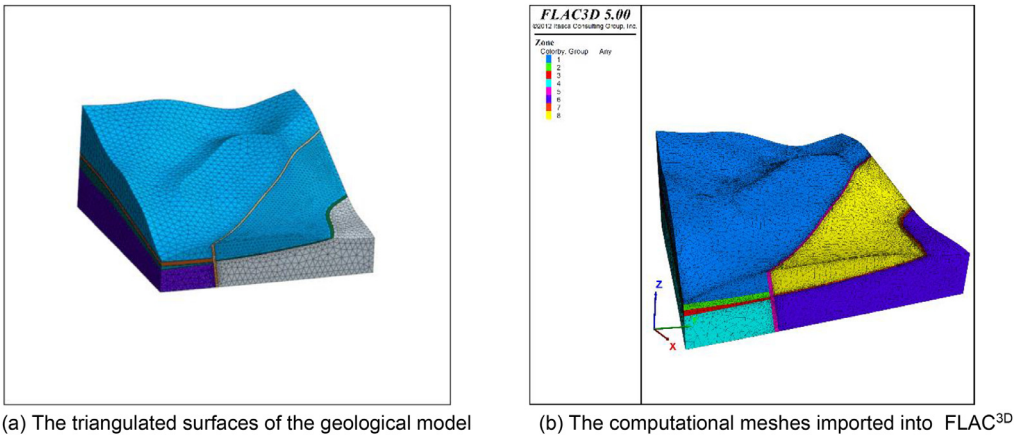 FLAC3D 5.00
©2012 Itasca Consulting Group, Inc.
Zone
Colorby: Group Any
1
2
3
4
5
6
7
8
Z
X
(a) The triangulated surfaces of the geological model
(b) The computational meshes imported into FLAC3D